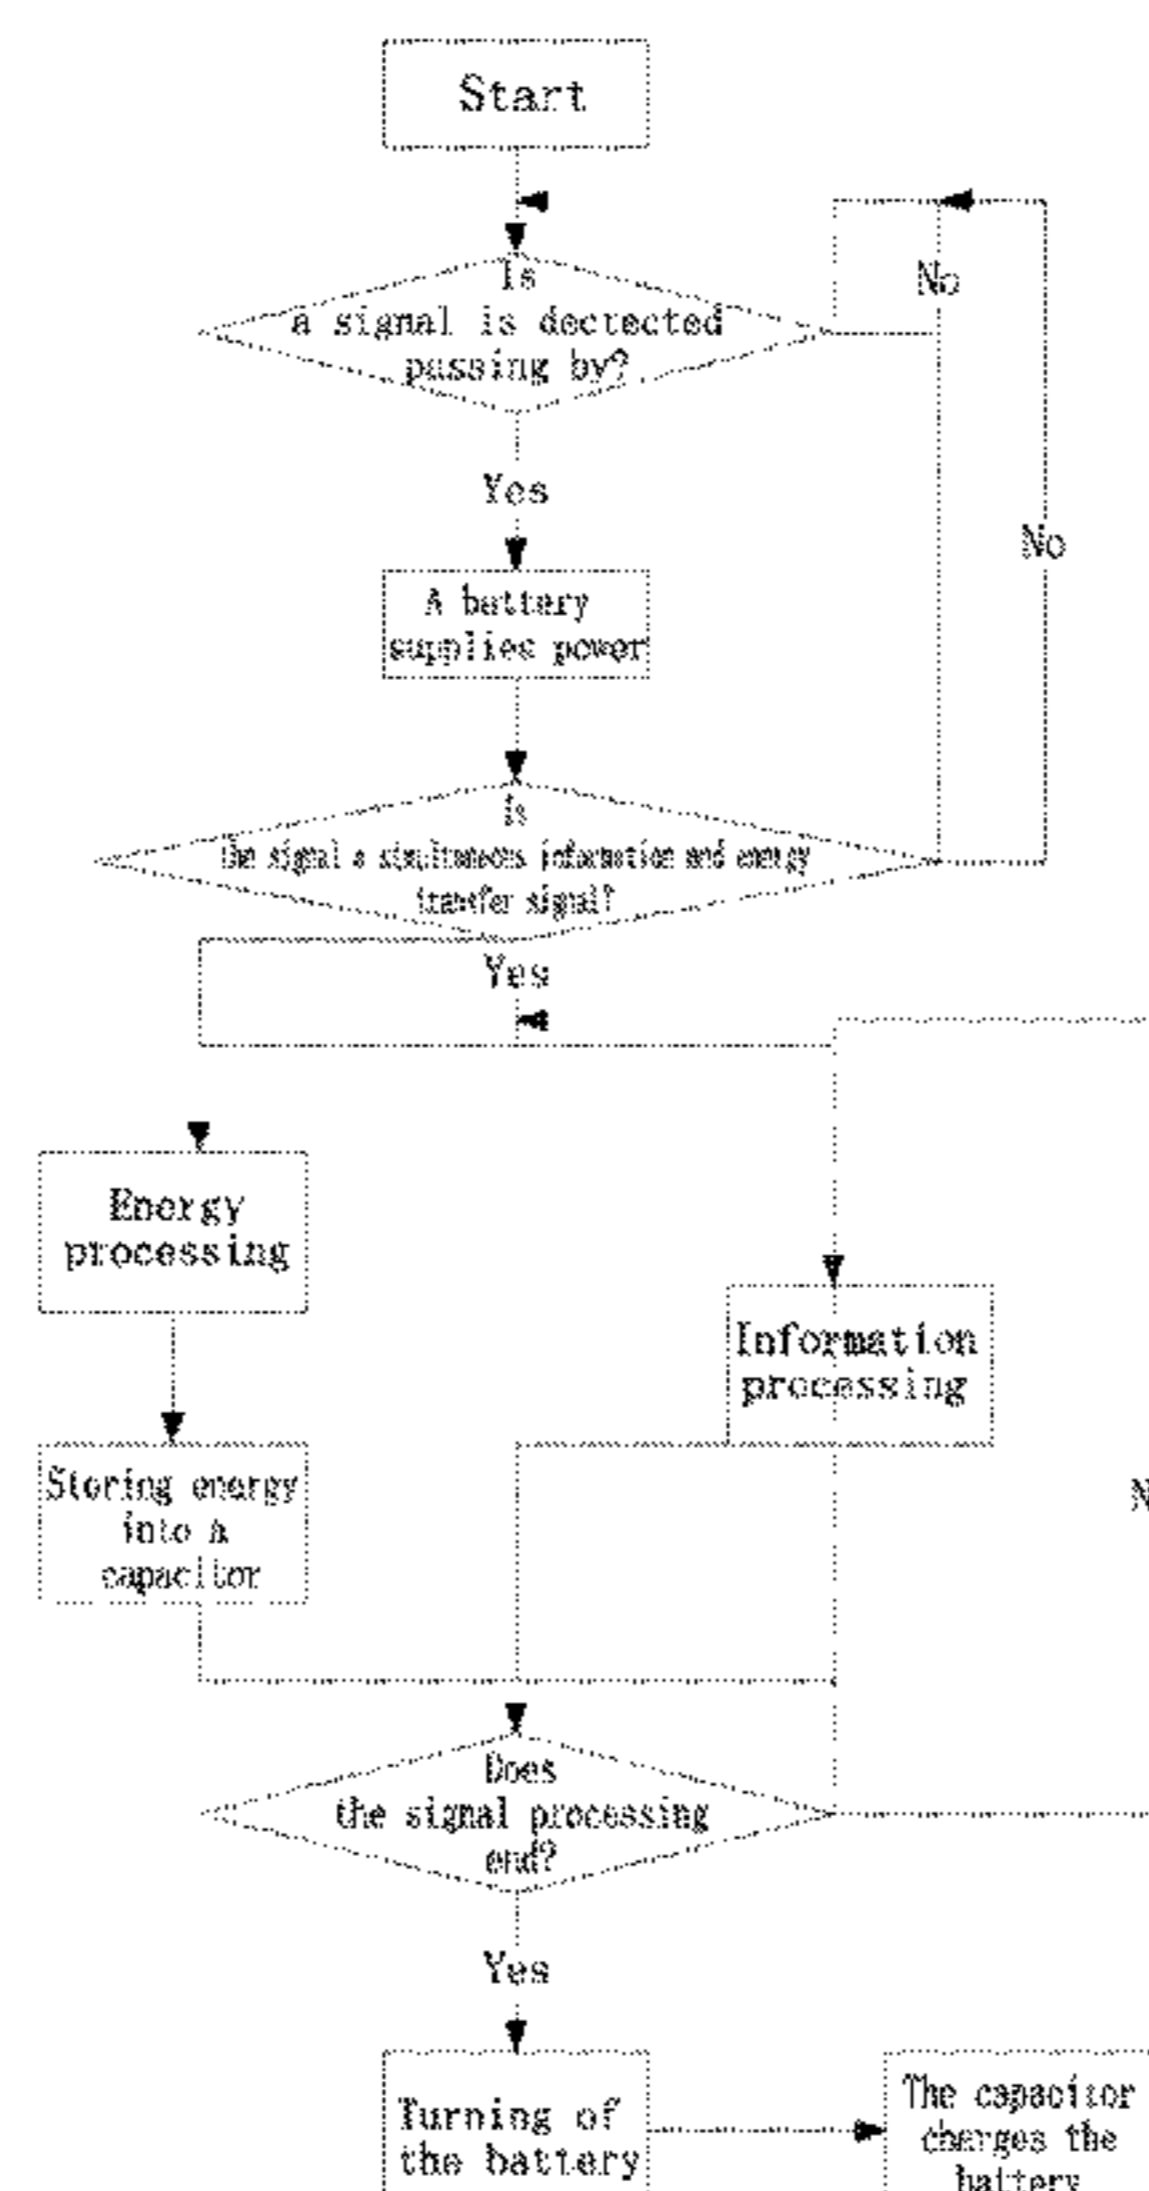 Start
Is
a signal is dectected
passing by?
No
Yes
No
A battery
supplies power
Is
the signal a simultaneous information and energy
transfer signal?
Yes
Energy
processing
Information
processing
Storing energy
into a
capacitor
Does
the signal processing
end?
Yes
Turning of
the battery
The capacitor
charges the
battery